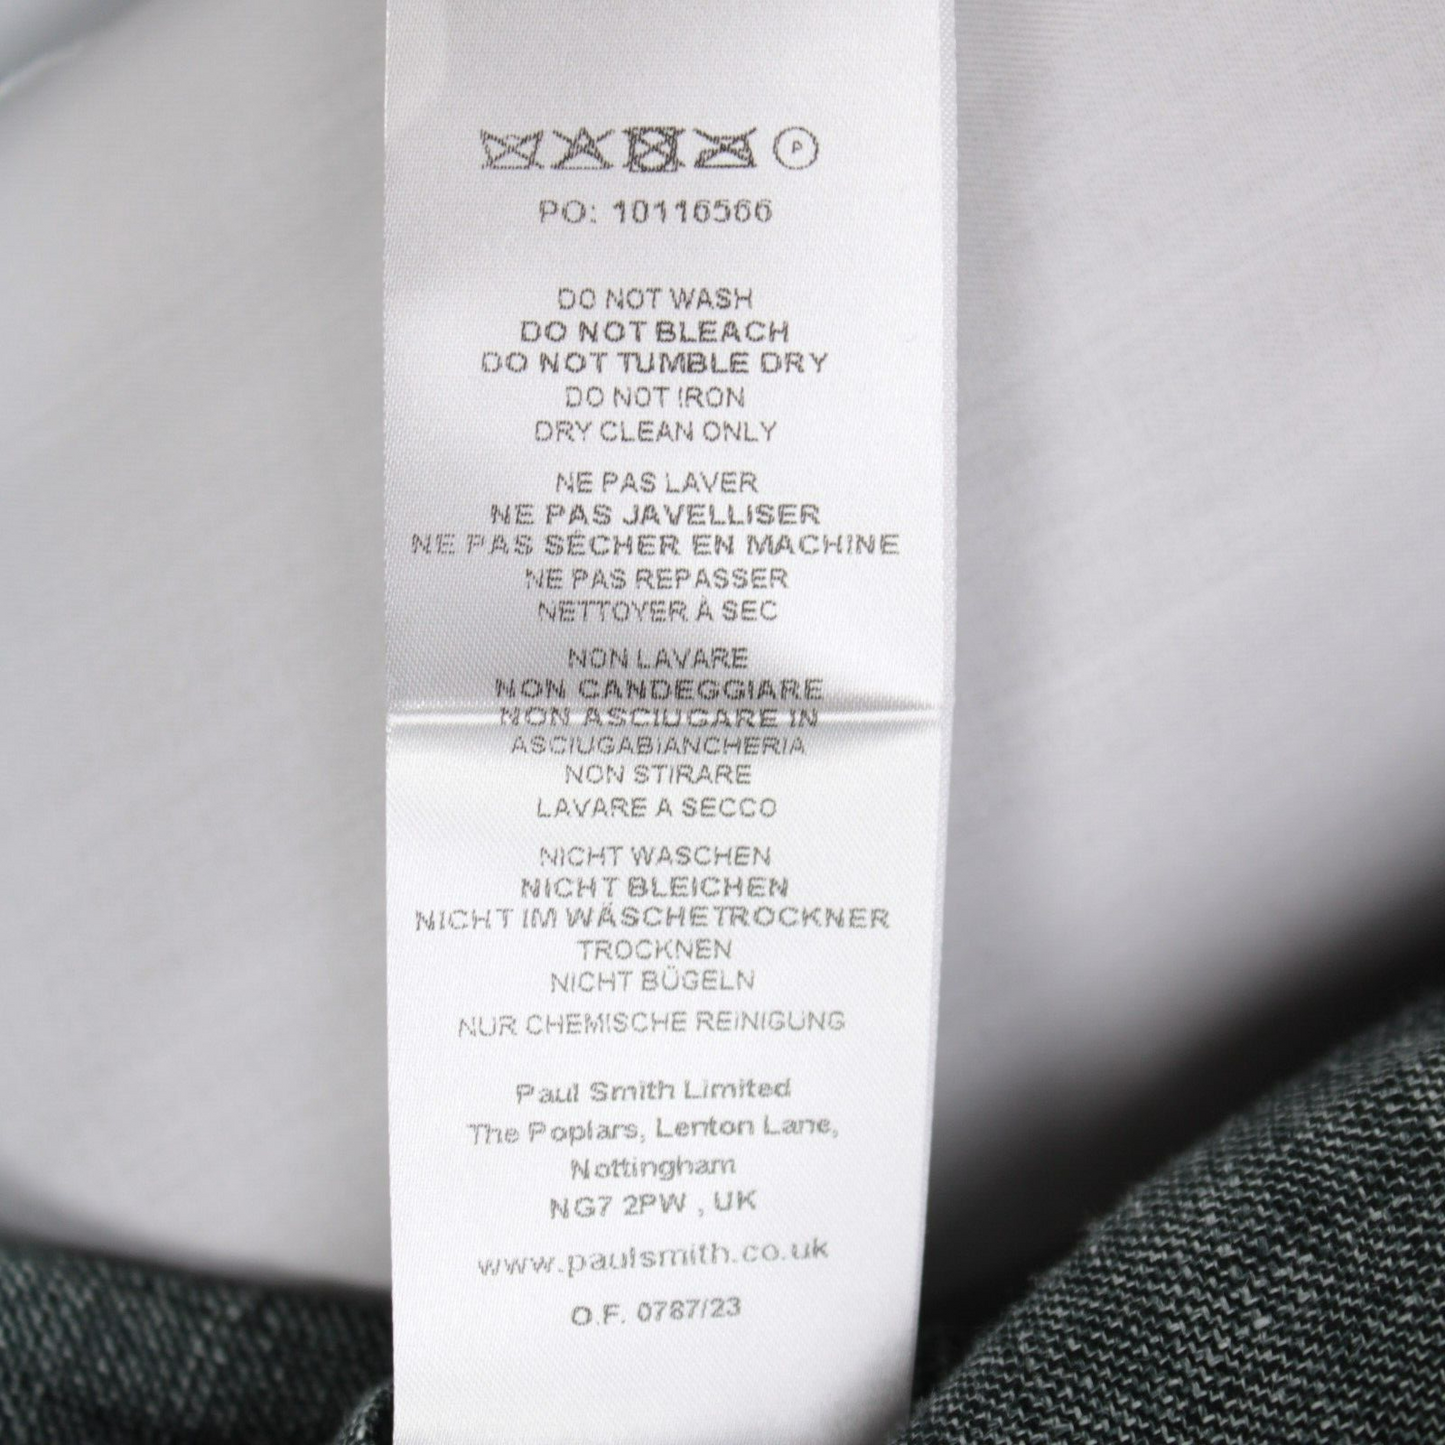 P
PO: 10116566
DO NOT WASH
DO NOT BLEACH
DO NOT TUMBLE DRY
DO NOT IRON
DRY CLEAN ONLY
NE PAS LAVER
NE PAS JAVELLISER
NE PAS SÉCHER EN MACHINE
NE PAS REPASSER
NETTOYER À SEC
NON LAVARE
NON CANDEGGIARE
NON ASCIUGARE IN
ASCIUGABIANCHERIA
NON STIRARE
LAVARE A SECCO
NICHT WASCHEN
NICHT BLEICHEN
NICHT IM WÄSCHETROCKNER
TROCKNEN
NICHT BÜGELN
NUR CHEMISCHE REINIGUNG
Paul Smith Limited
The Poplars, Lenton Lane,
Nottingham
NG7 2PW , UK
www.paulsmith.co.uk
O.F. 0787/23